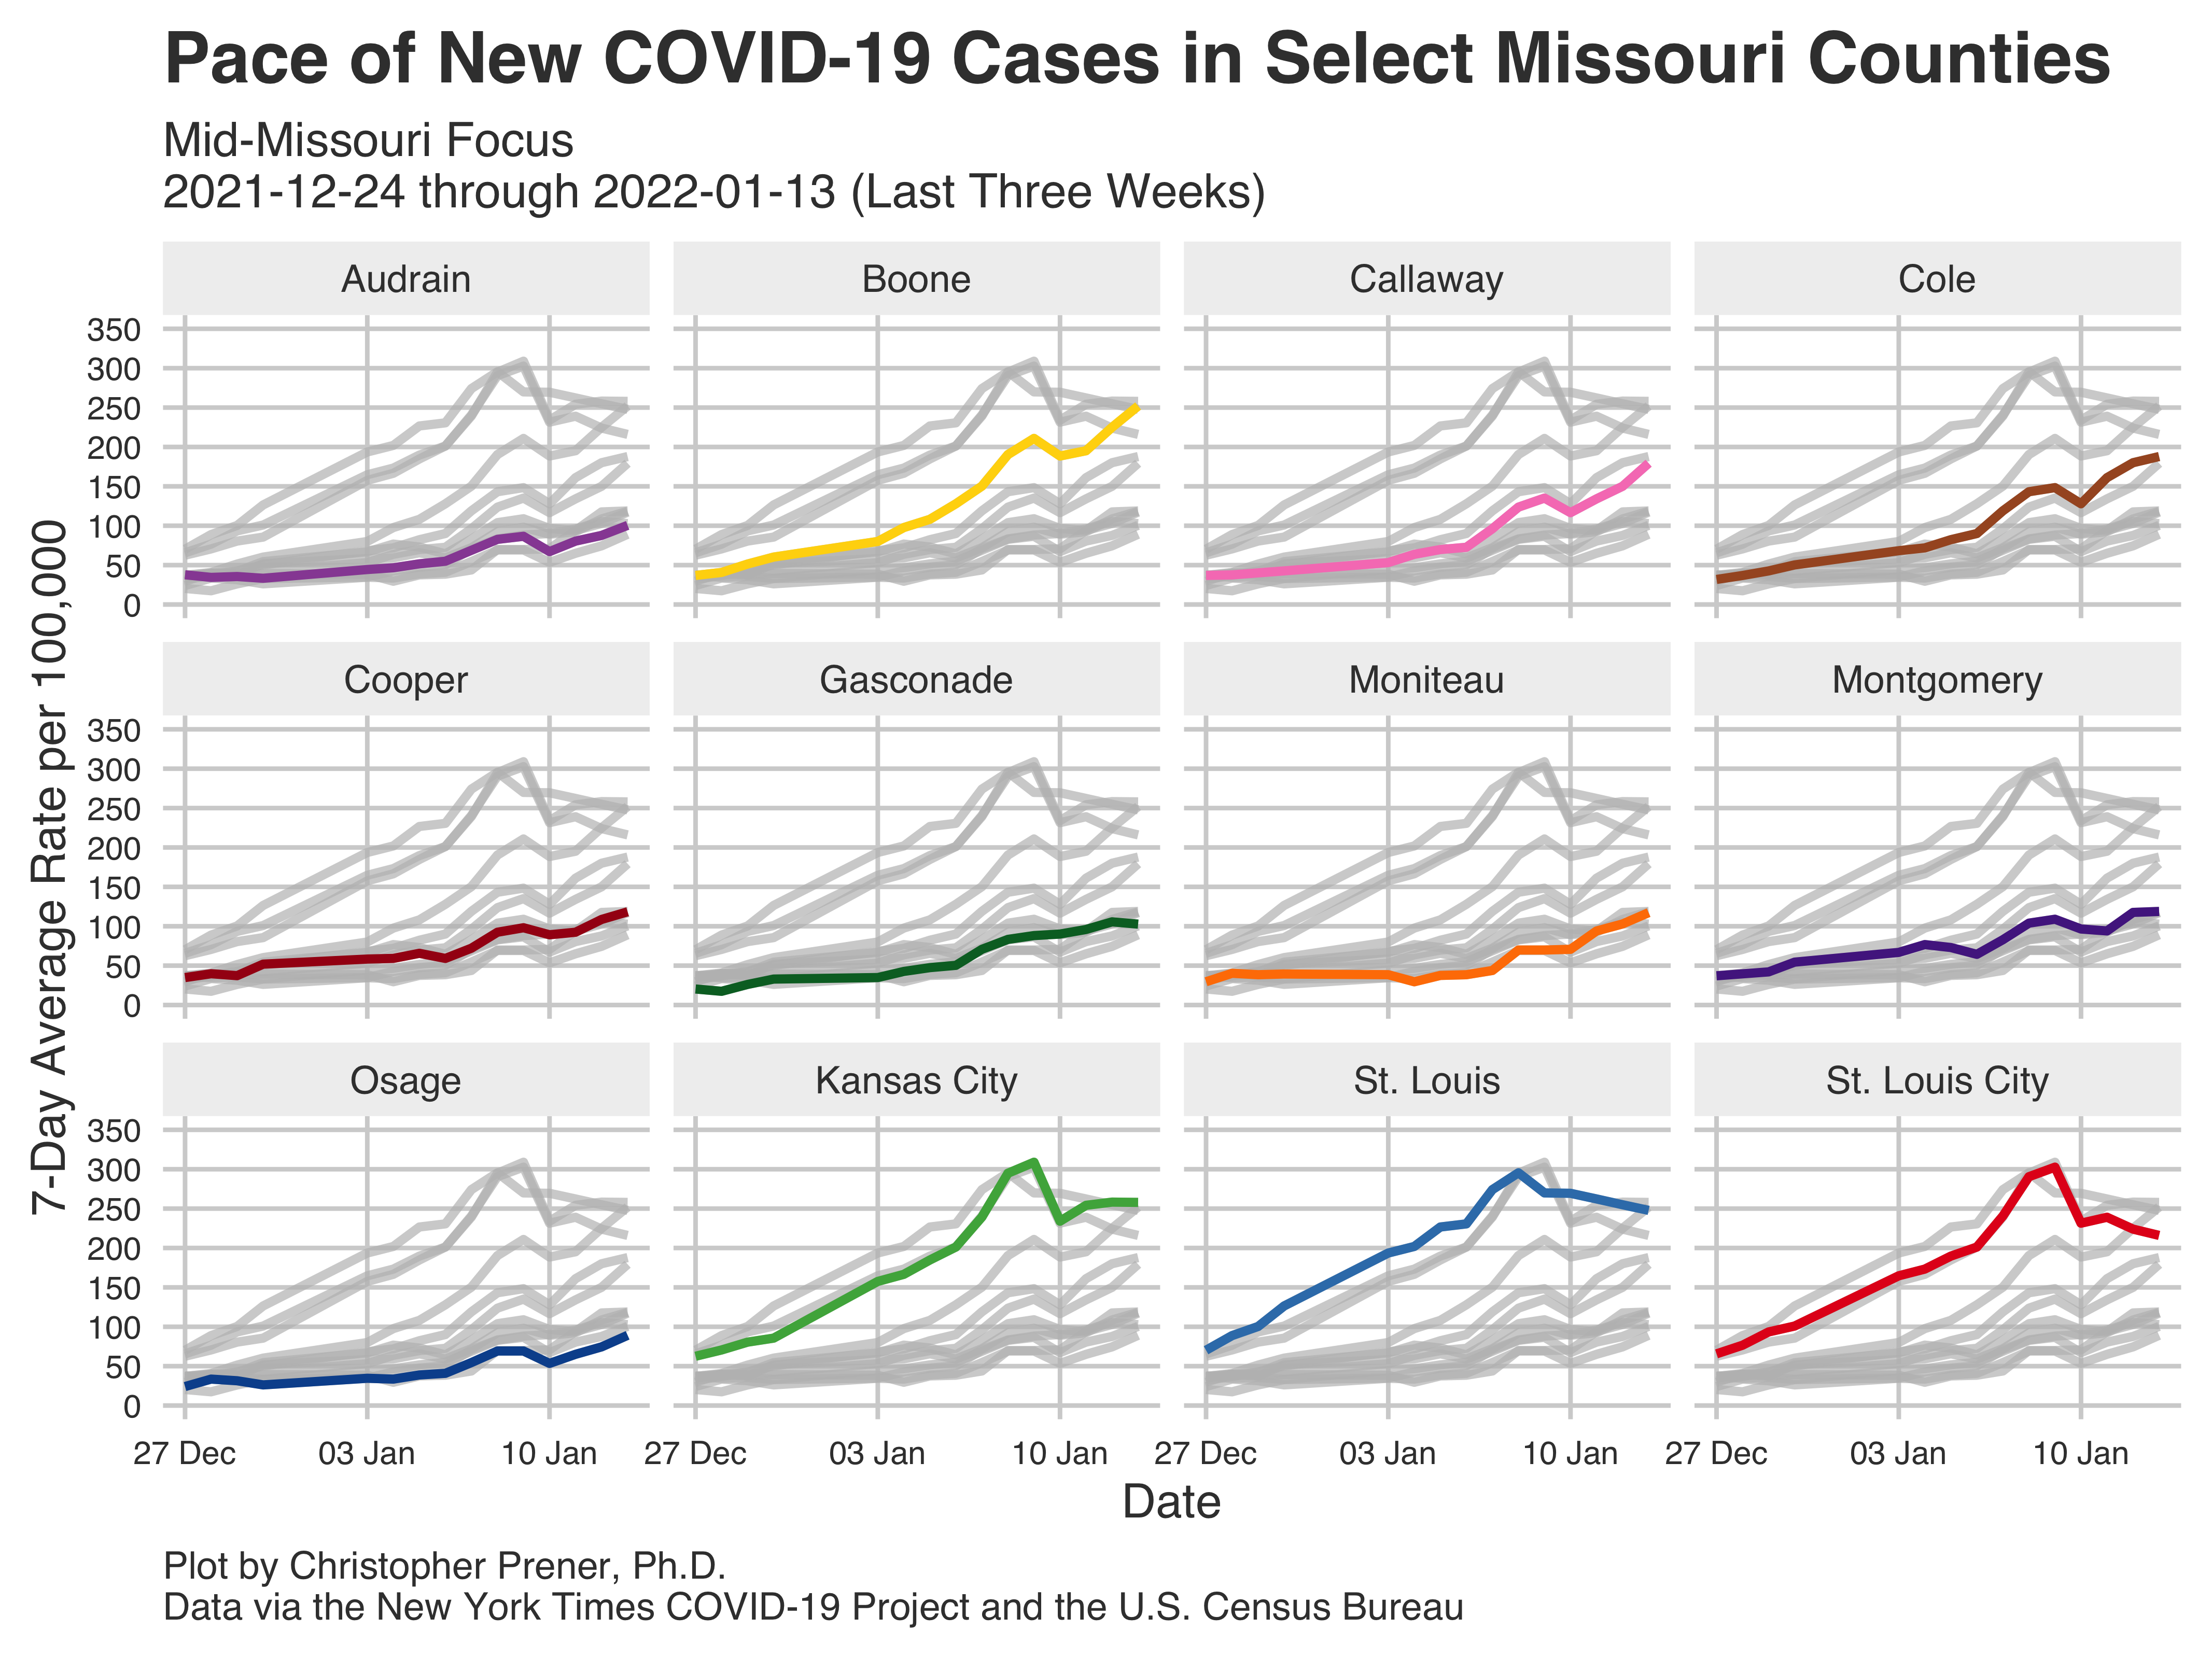 Pace of New COVID-19 Cases in Select Missouri Counties
Mid-Missouri Focus
2021-12-24 through 2022-01-13 (Last Three Weeks)
7-Day Average Rate per 100,000
Audrain
Boone
Callaway
Cole
350
300
250
200
150
100
50
0
Cooper
Gasconade
Moniteau
Montgomery
350
300
250
200
150
100
50
0
Osage
Kansas City
St. Louis
St. Louis City
350
300
250
200
150
100
50
0
27 Dec 03 Jan 10 Jan 27 Dec 03 Jan 10 Jan 27 Dec 03 Jan 10 Jan 27 Dec 03 Jan 10 Jan
Date
Plot by Christopher Prener, Ph.D.
Data via the New York Times COVID-19 Project and the U.S. Census Bureau